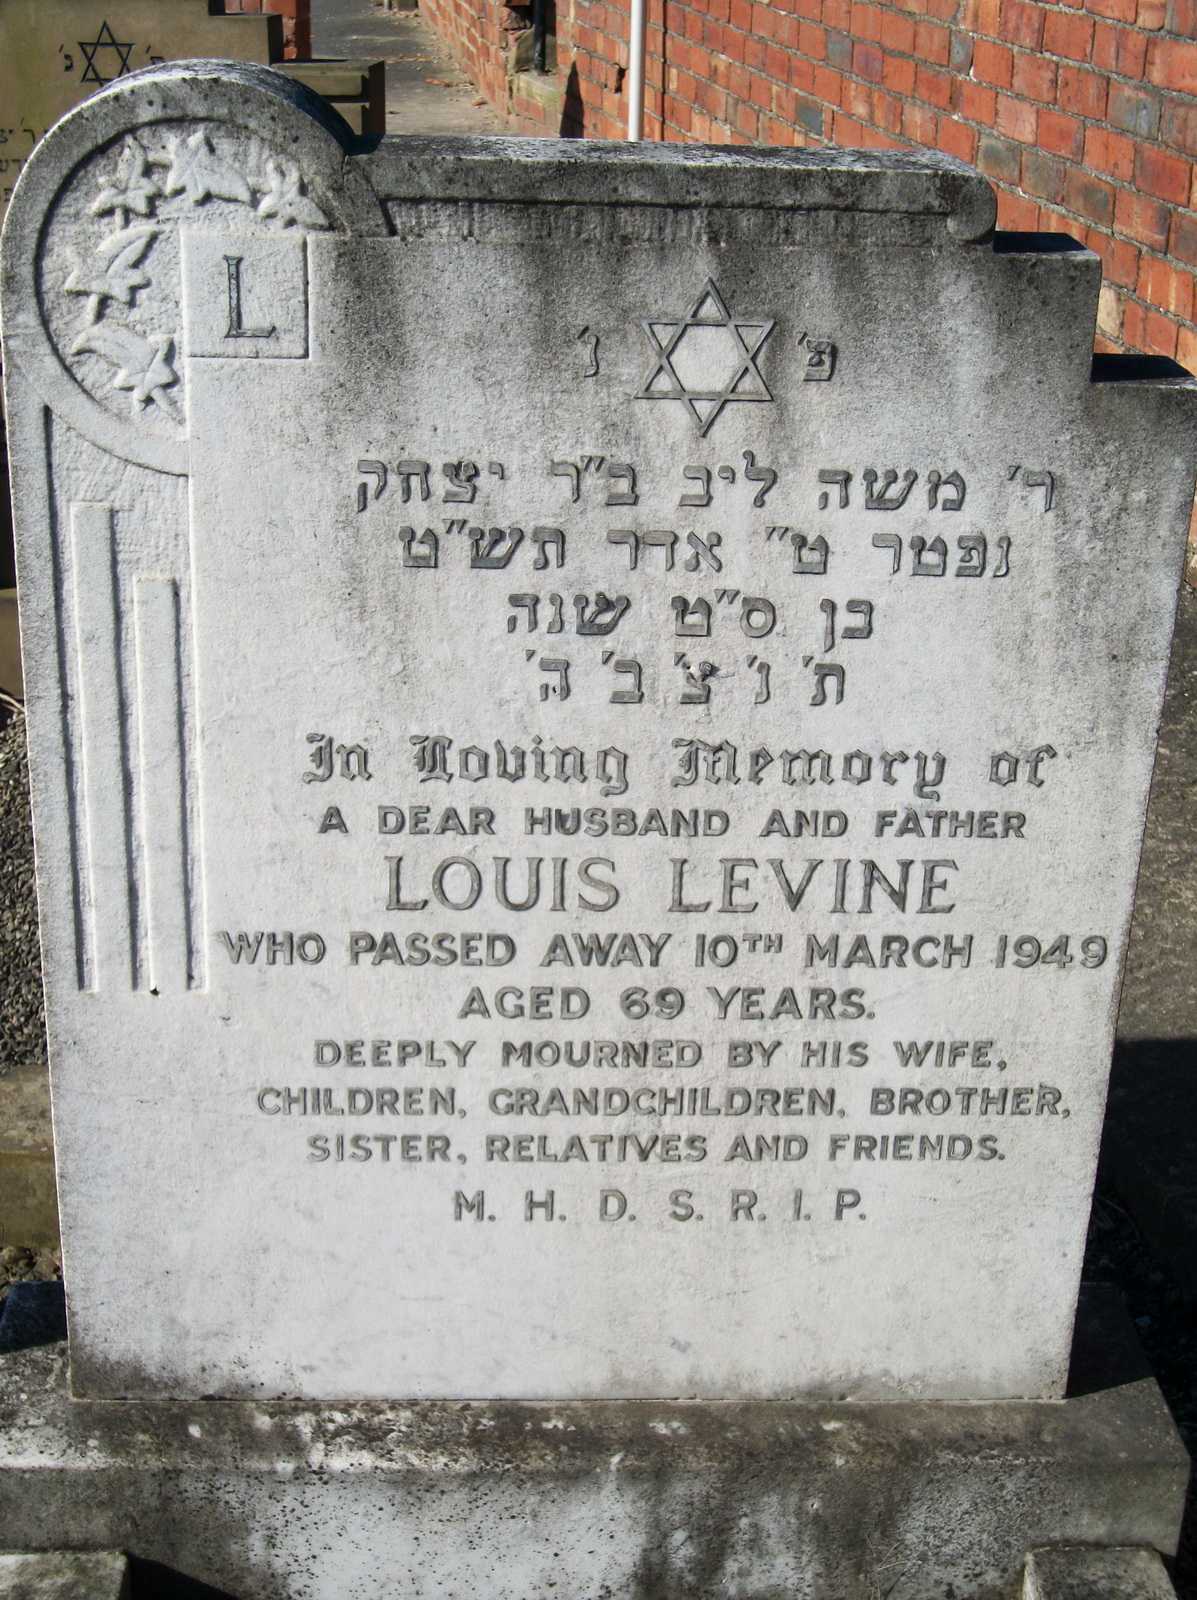 L
פ' נ'
ר' משה ליב ב"ר יצחק
נפטר ט" אדר תש"ט
בן ס"ט שנה
ת' נ' צ' ב' ה'
In Loving Memory of
A DEAR HUSBAND AND FATHER
LOUIS LEVINE
WHO PASSED AWAY 10TH MARCH 1949
AGED 69 YEARS.
DEEPLY MOURNED BY HIS WIFE,
CHILDREN, GRANDCHILDREN, BROTHER,
SISTER, RELATIVES AND FRIENDS.
M. H. D. S. R. I. P.